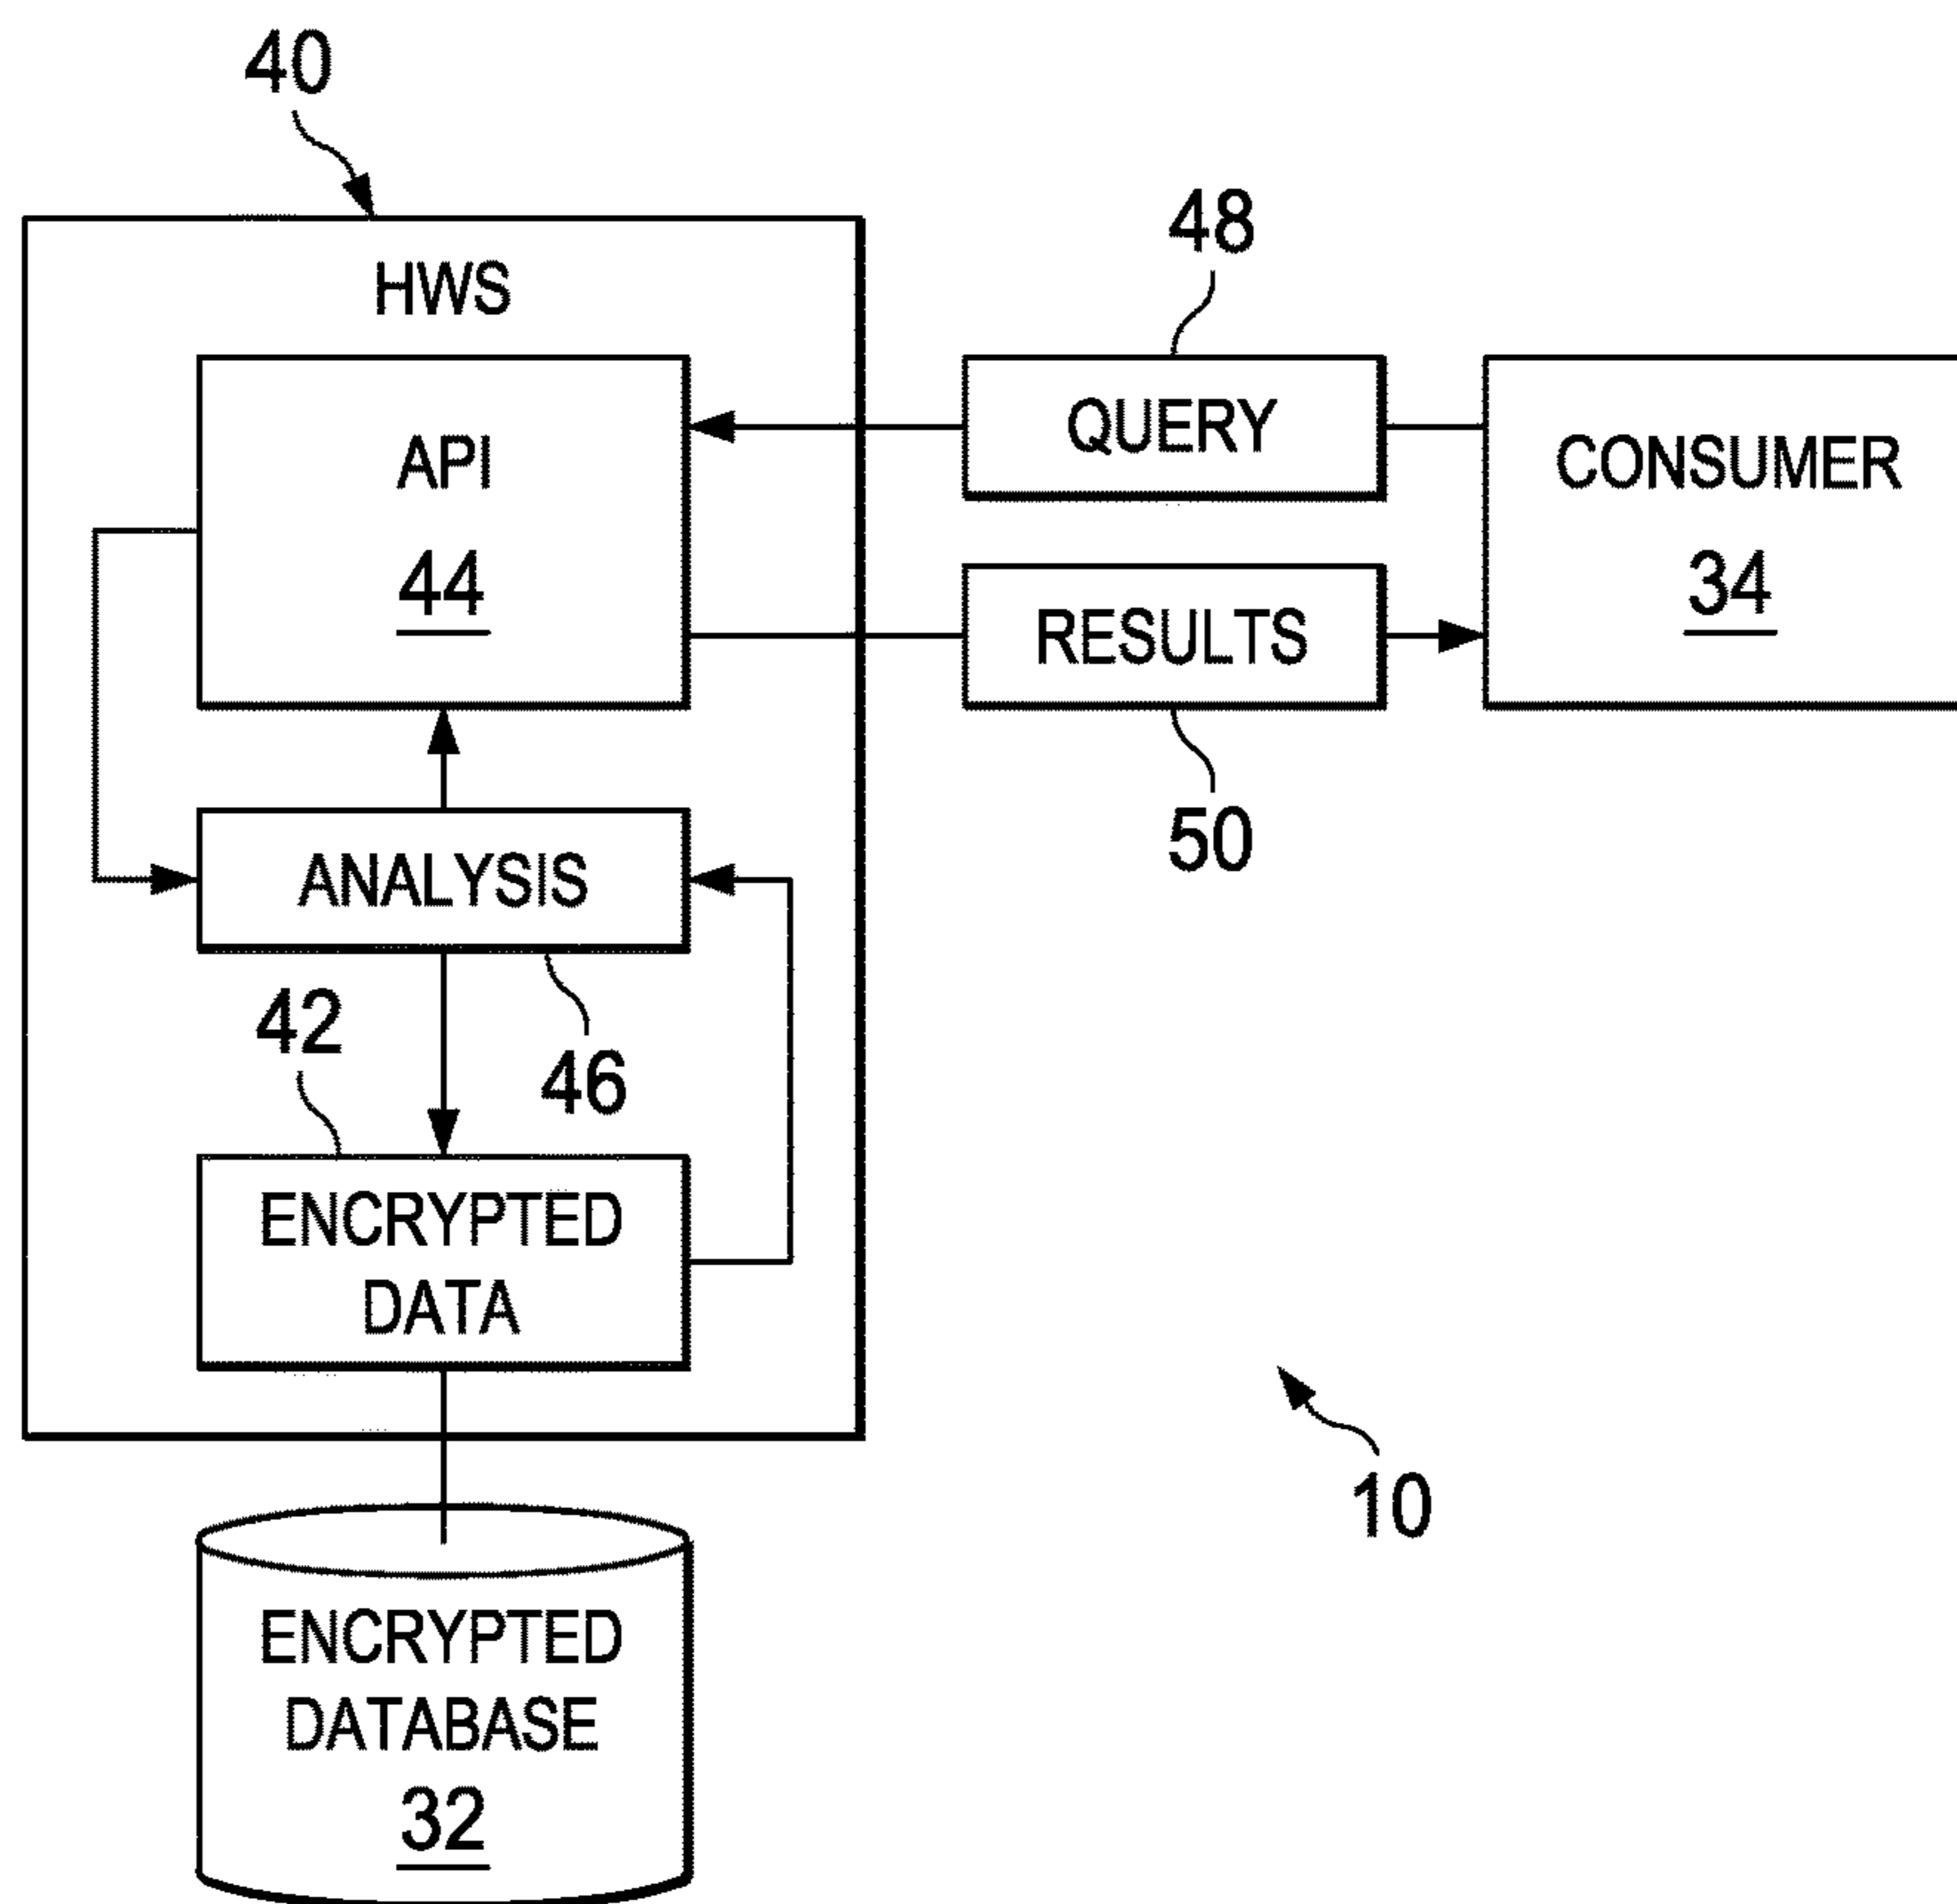 40
HWS
48
API
44
QUERY
CONSUMER
34
RESULTS
50
ANALYSIS
42
46
ENCRYPTED
DATA
10
ENCRYPTED
DATABASE
32